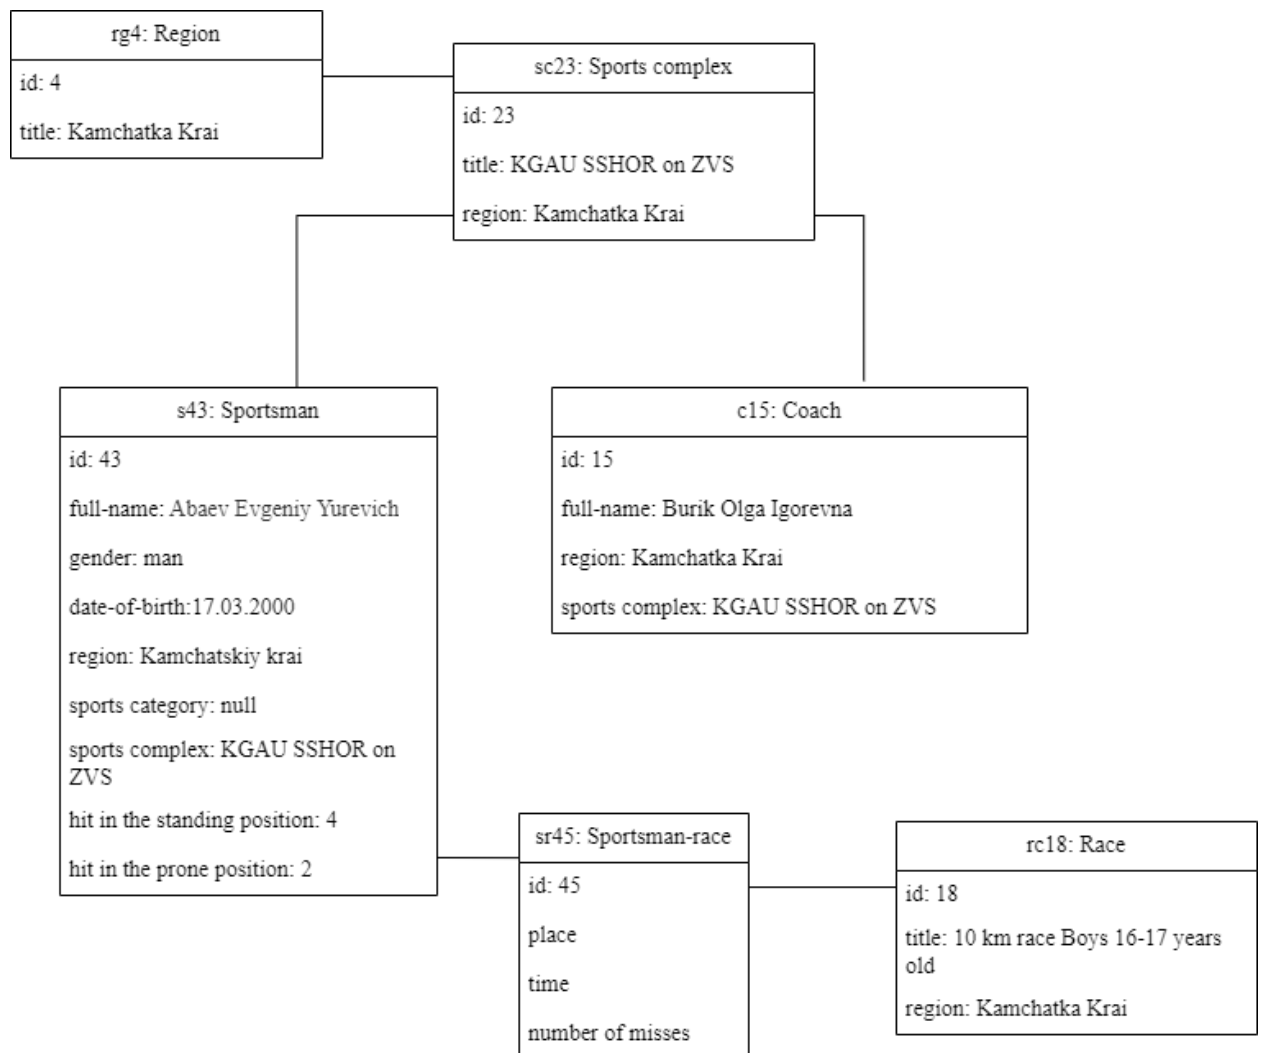 rg4: Region
id: 4
title: Kamchatka Krai
sc23: Sports complex
id: 23
title: KGAU SSHOR on ZVS
region: Kamchatka Krai
s43: Sportsman
id: 43
full-name: Abaev Evgeniy Yurevich
gender: man
date-of-birth:17.03.2000
region: Kamchatskiy krai
sports category: null
sports complex: KGAU SSHOR on
ZVS
hit in the standing position: 4
hit in the prone position: 2
c15: Coach
id: 15
full-name: Burik Olga Igorevna
region: Kamchatka Krai
sports complex: KGAU SSHOR on ZVS
sr45: Sportsman-race
id: 45
place
time
number of misses
rc18: Race
id: 18
title: 10 km race Boys 16-17 years
old
region: Kamchatka Krai